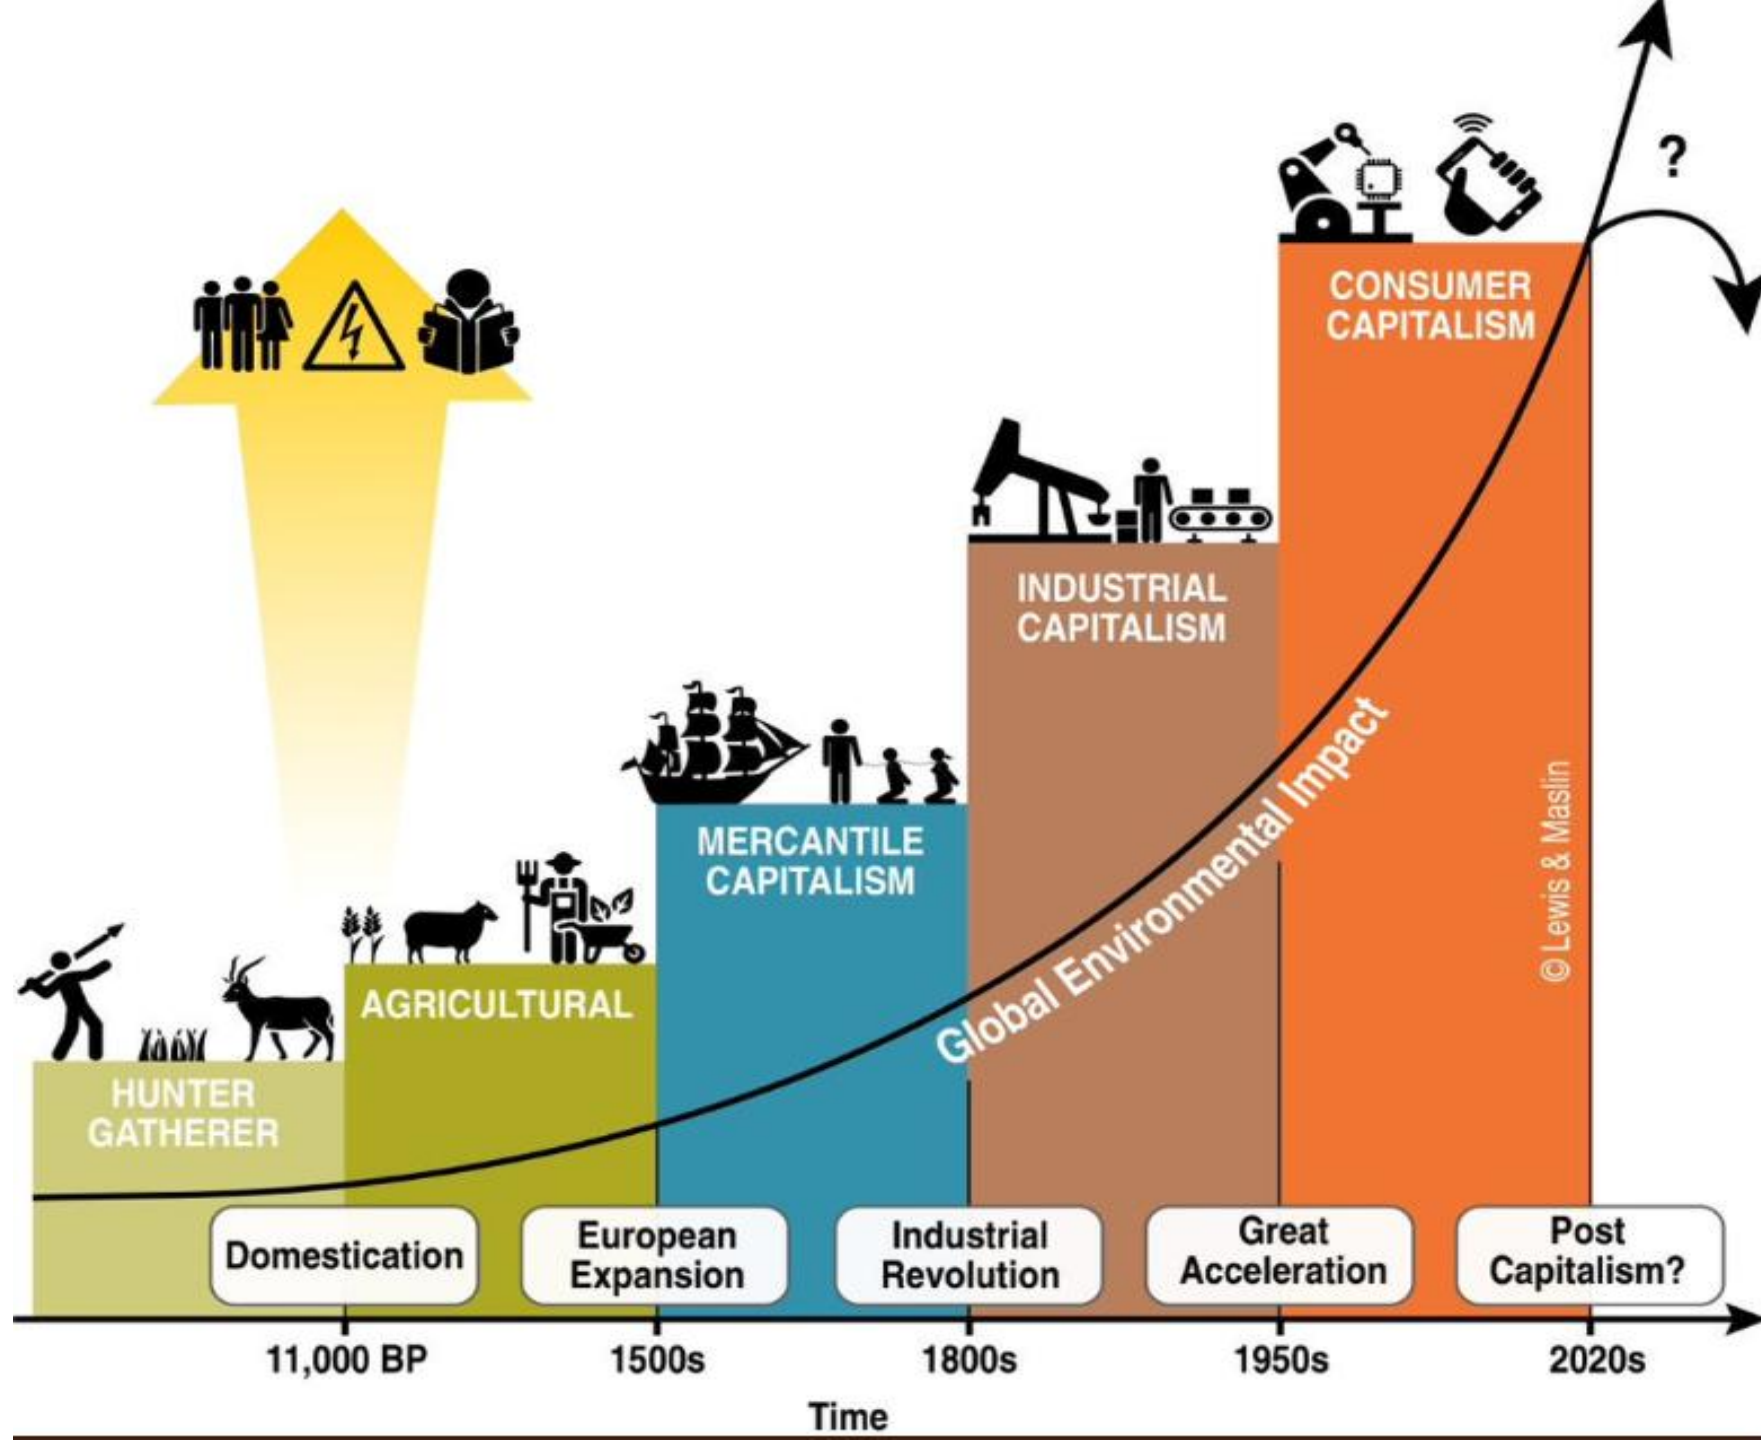 ?
CONSUMER
CAPITALISM
INDUSTRIAL
CAPITALISM
MERCANTILE
CAPITALISM
AGRICULTURAL
HUNTER
GATHERER
Global Environmental Impact
© Lewis & Maslin
Domestication
European
Expansion
Industrial
Revolution
Great
Acceleration
Post
Capitalism?
11,000 BP
1500s
1800s
1950s
2020s
Time